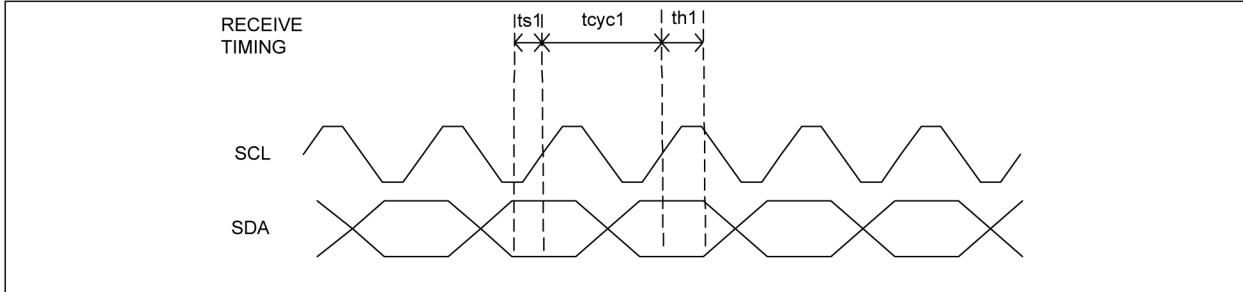 RECEIVE
TIMING
ts1
tcyc1
th1
SCL
SDA